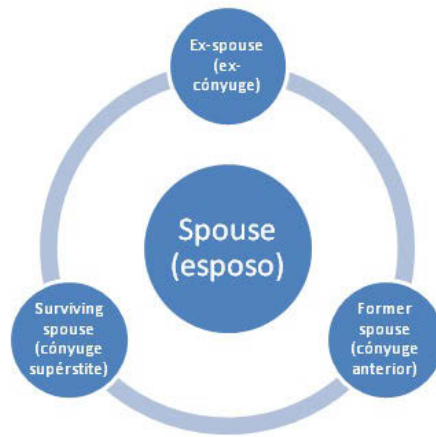 Ex-spouse
(ex-
cónyuge)
Spouse
(esposo)
Surviving
spouse
(cónyuge
supérstite)
Former
spouse
(cónyuge
anterior)